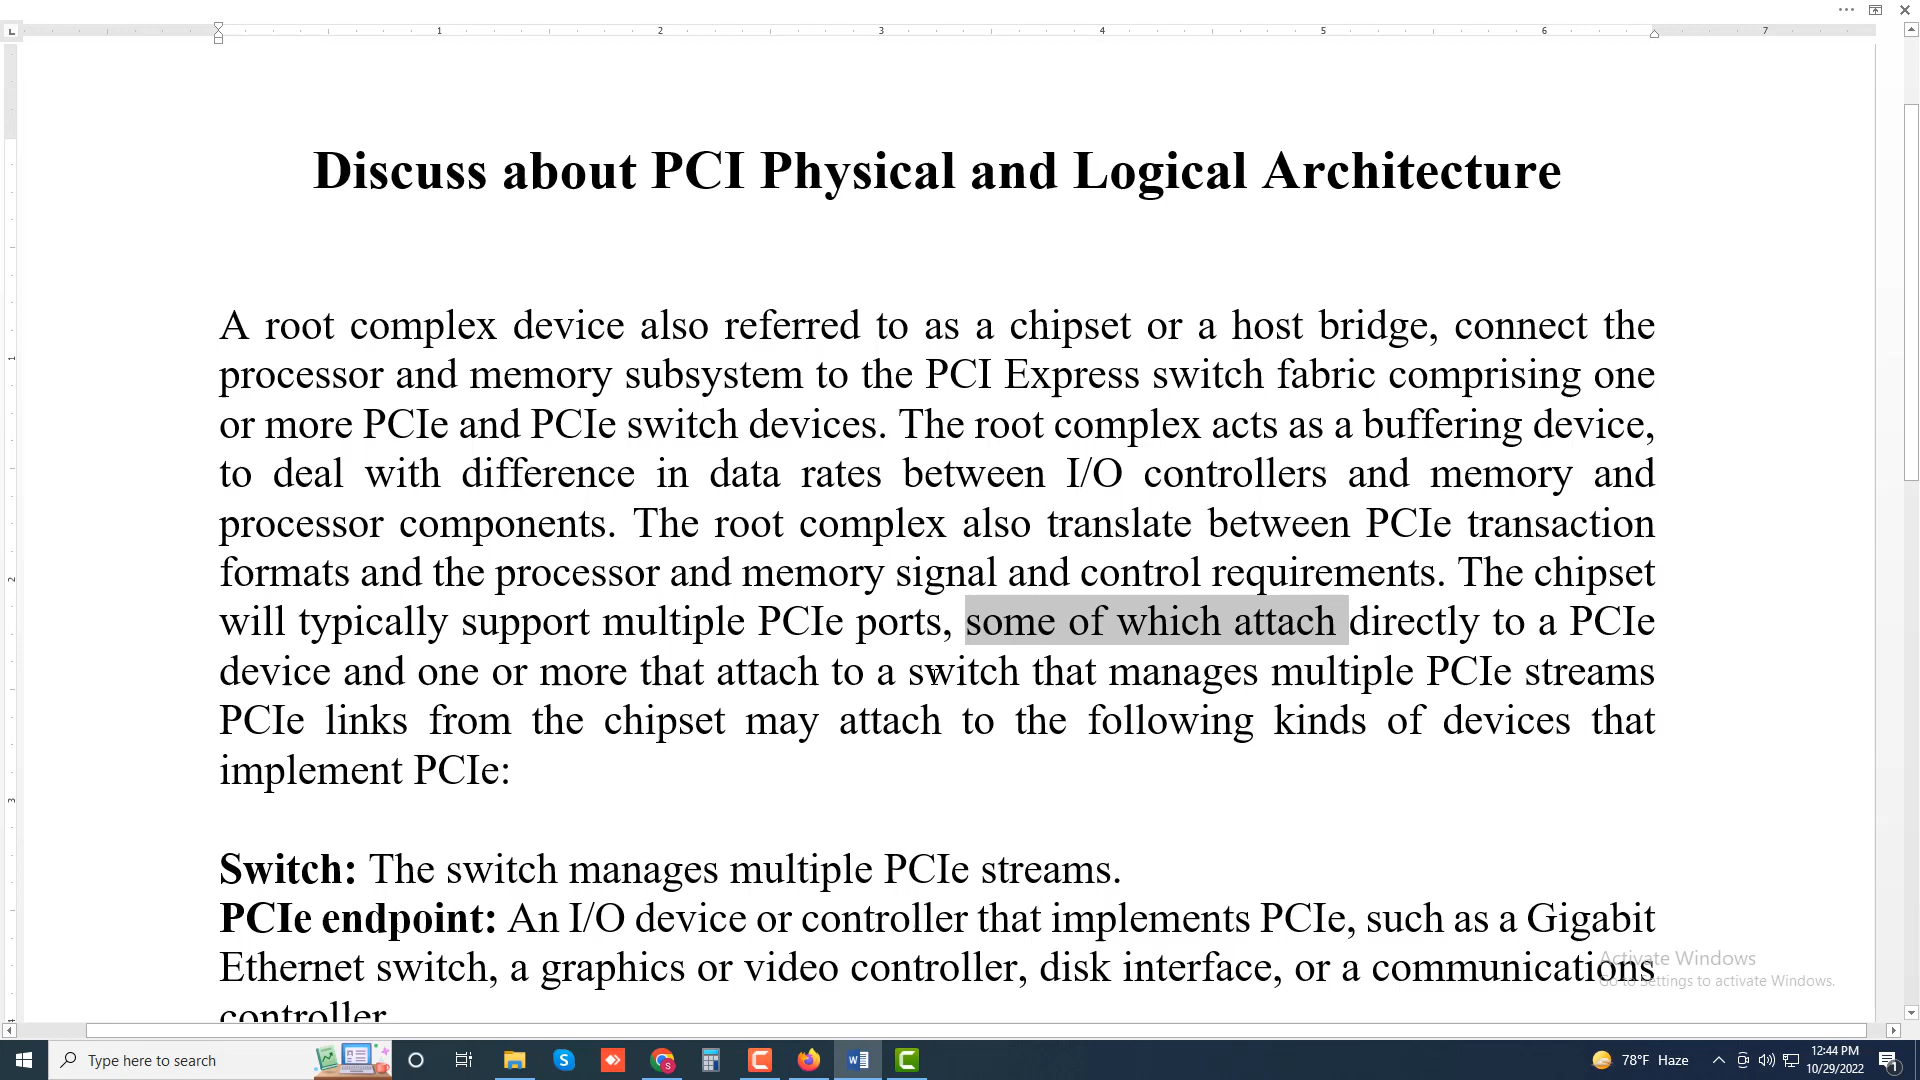 1 2 3 4 5 6 7
Discuss about PCI Physical and Logical Architecture
A root complex device also referred to as a chipset or a host bridge, connect the
processor and memory subsystem to the PCI Express switch fabric comprising one
or more PCIe and PCIe switch devices. The root complex acts as a buffering device,
to deal with difference in data rates between I/O controllers and memory and
processor components. The root complex also translate between PCIe transaction
formats and the processor and memory signal and control requirements. The chipset
will typically support multiple PCIe ports, some of which attach directly to a PCIe
device and one or more that attach to a switch that manages multiple PCIe streams
PCIe links from the chipset may attach to the following kinds of devices that
implement PCIe:
Switch: The switch manages multiple PCIe streams.
PCIe endpoint: An I/O device or controller that implements PCIe, such as a Gigabit
Ethernet switch, a graphics or video controller, disk interface, or a communications
controller
Activate Windows
Go to Settings to activate Windows.
Type here to search
78°F Haze
12:44 PM
10/29/2022